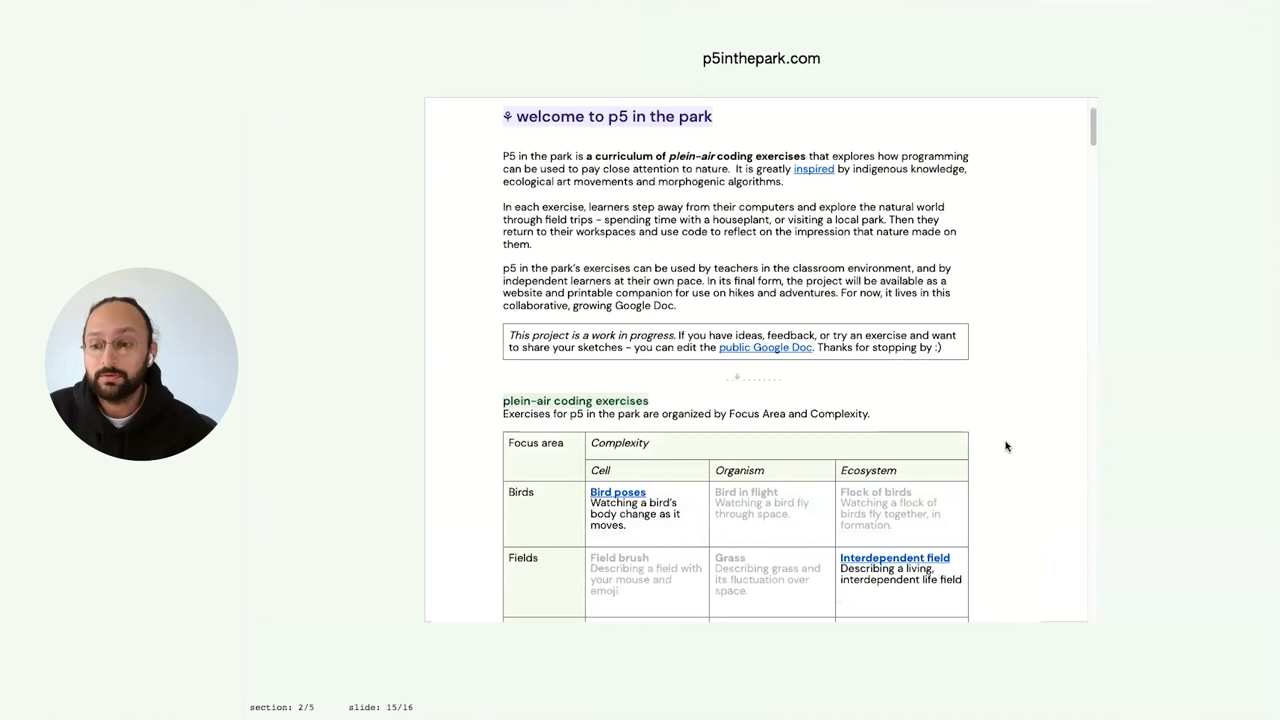 p5inthepark.com
⚘ welcome to p5 in the park
P5 in the park is a curriculum of plein-air coding exercises that explores how programming
can be used to pay close attention to nature. It is greatly inspired by indigenous knowledge,
ecological art movements and morphogenic algorithms.
In each exercise, learners step away from their computers and explore the natural world
through field trips - spending time with a houseplant, or visiting a local park. Then they
return to their workspaces and use code to reflect on the impression that nature made on
them.
p5 in the park's exercises can be used by teachers in the classroom environment, and by
independent learners at their own pace. In its final form, the project will be available as a
website and printable companion for use on hikes and adventures. For now, it lives in this
collaborative, growing Google Doc.
This project is a work in progress. If you have ideas, feedback, or try an exercise and want
to share your sketches - you can edit the public Google Doc. Thanks for stopping by :)
. .⚘. . . . . . . .
plein-air coding exercises
Exercises for p5 in the park are organized by Focus Area and Complexity.
Focus area
Complexity
Cell
Organism
Ecosystem
Birds
Bird poses
Watching a bird's
body change as it
moves.
Bird in flight
Watching a bird fly
through space.
Flock of birds
Watching a flock of
birds fly together, in
formation.
Fields
Field brush
Describing a field with
your mouse and
emoji.
Grass
Describing grass and
its fluctuation over
space.
Interdependent field
Describing a living,
interdependent life field
section: 2/5
slide: 15/16